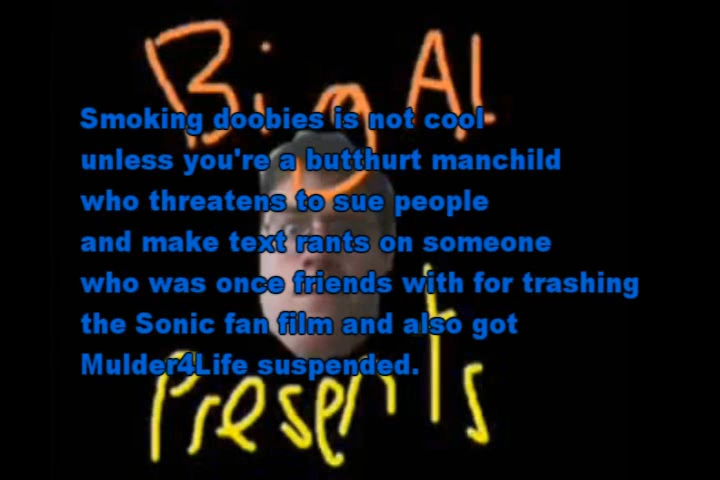 Big Al
Smoking doobies is not cool
unless you're a butthurt manchild
who threatens to sue people
and make text rants on someone
who was once friends with for trashing
the Sonic fan film and also got
Mulder4Life suspended.
Presents